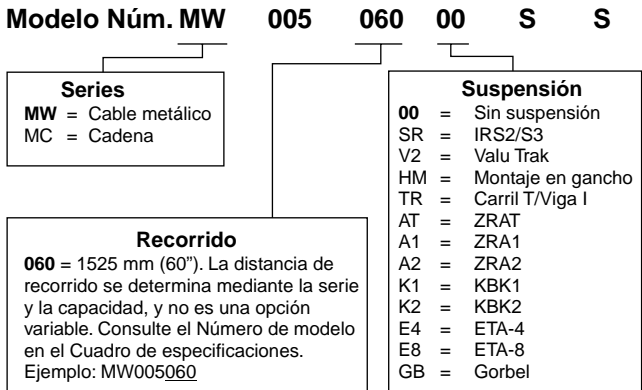 Modelo Núm. MW 005 060 00 S S
Series
MW = Cable metálico
MC = Cadena
Recorrido
060 = 1525 mm (60”). La distancia de
recorrido se determina mediante la serie
y la capacidad, y no es una opción
variable. Consulte el Número de modelo
en el Cuadro de especificaciones.
Ejemplo: MW005060
Suspensión
00 = Sin suspensión
SR = IRS2/S3
V2 = Valu Trak
HM = Montaje en gancho
TR = Carril T/Viga I
AT = ZRAT
A1 = ZRA1
A2 = ZRA2
K1 = KBK1
K2 = KBK2
E4 = ETA-4
E8 = ETA-8
GB = Gorbel